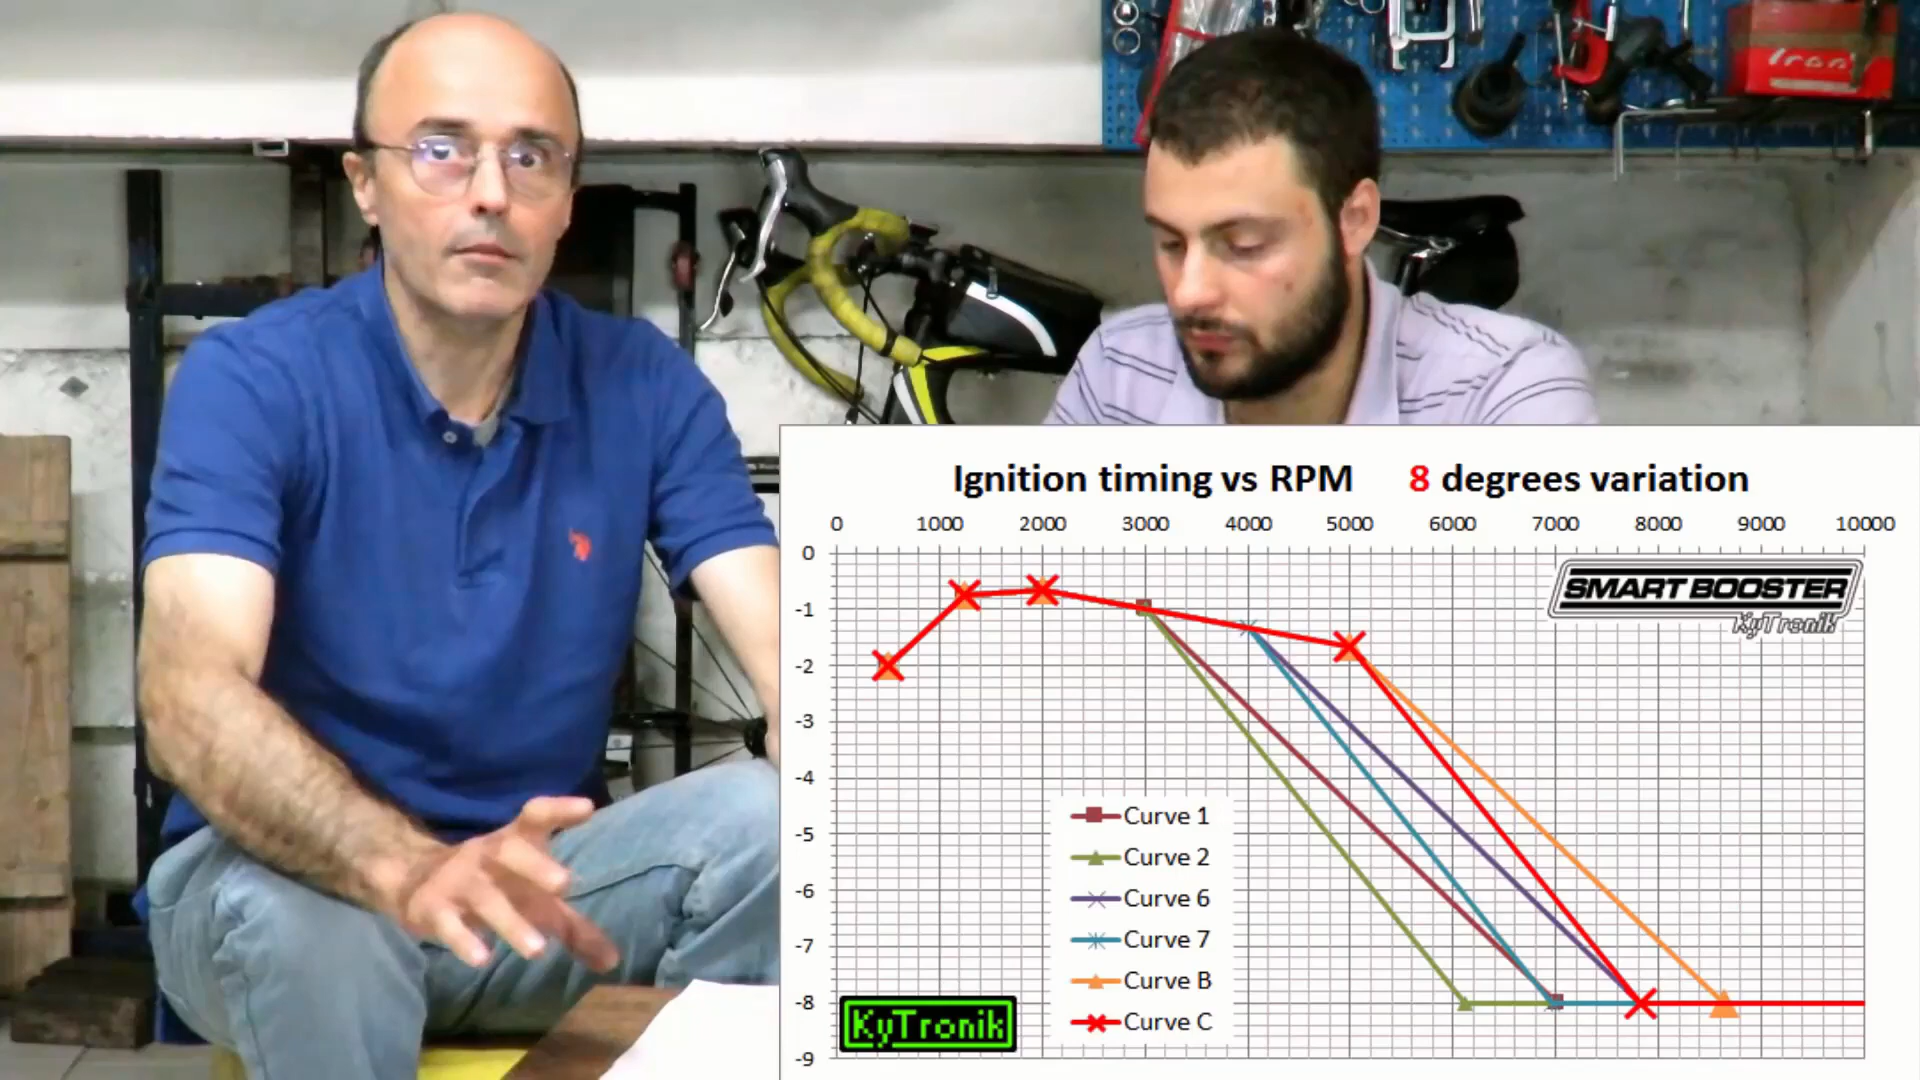 Iron
Ignition timing vs RPM 8 degrees variation
0 1000 2000 3000 4000 5000 6000 7000 8000 9000 10000
0
-1
-2
-3
-4
-5
-6
-7
-8
-9
SMART BOOSTER
KyTronik
Curve 1
Curve 2
Curve 6
Curve 7
Curve B
Curve C
KyTronik